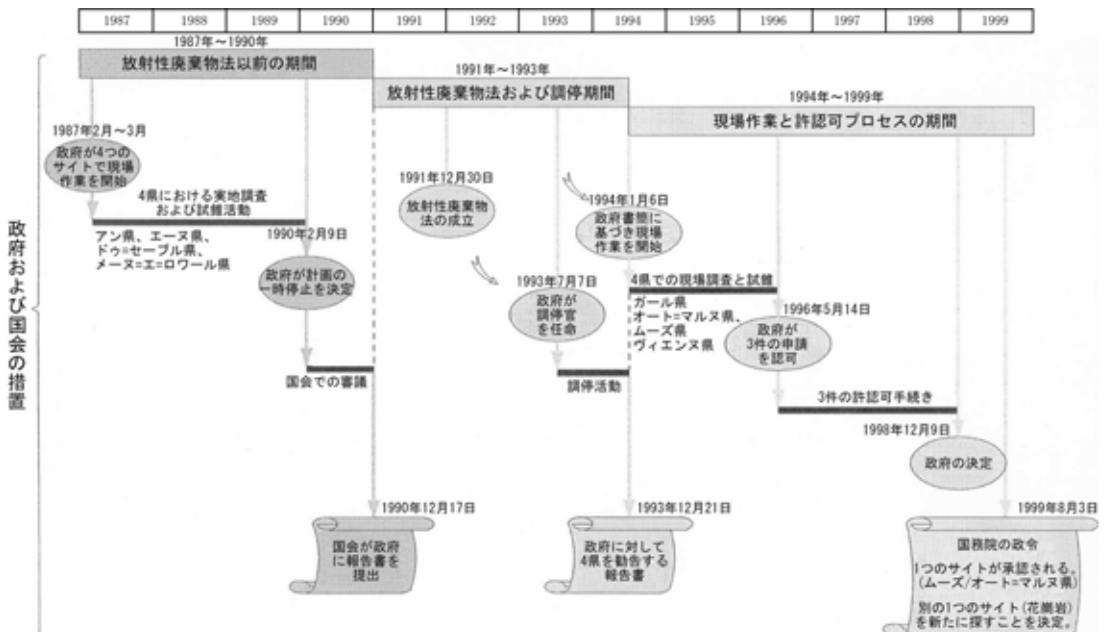 1987 1988 1989 1990 1991 1992 1993 1994 1995 1996 1997 1998 1999
1987年～1990年
放射性廃棄物法以前の期間
1991年～1993年
放射性廃棄物法および調停期間
1994年～1999年
現場作業と許認可プロセスの期間
政府および国会の措置
1987年2月～3月
政府が4つの
サイトで現場
作業を開始
4県における実地調査
および試錐活動
アン県、エーヌ県、
ドゥ=セーブル県、
メーヌ=エ=ロワール県
1990年2月9日
政府が計画の
一時停止を決定
国会での審議
1990年12月17日
国会が政府
に報告書を
提出
1991年12月30日
放射性廃棄物
法の成立
1993年7月7日
政府が
調停官
を任命
調停活動
1993年12月21日
政府に対して
4県を勧告する
報告書
1994年1月6日
政府書簡に
基づき現場
作業を開始
4県での現場調査と試錐
ガール県
オート=マルヌ県、
ムーズ県
ヴィエンヌ県
1996年5月14日
政府が
3件の申請
を認可
3件の許認可手続き
1998年12月9日
政府の決定
1999年8月3日
国務院の政令
1つのサイトが承認される。
(ムーズ/オート=マルヌ県)
別の1つのサイト(花崗岩)
を新たに探すことを決定。